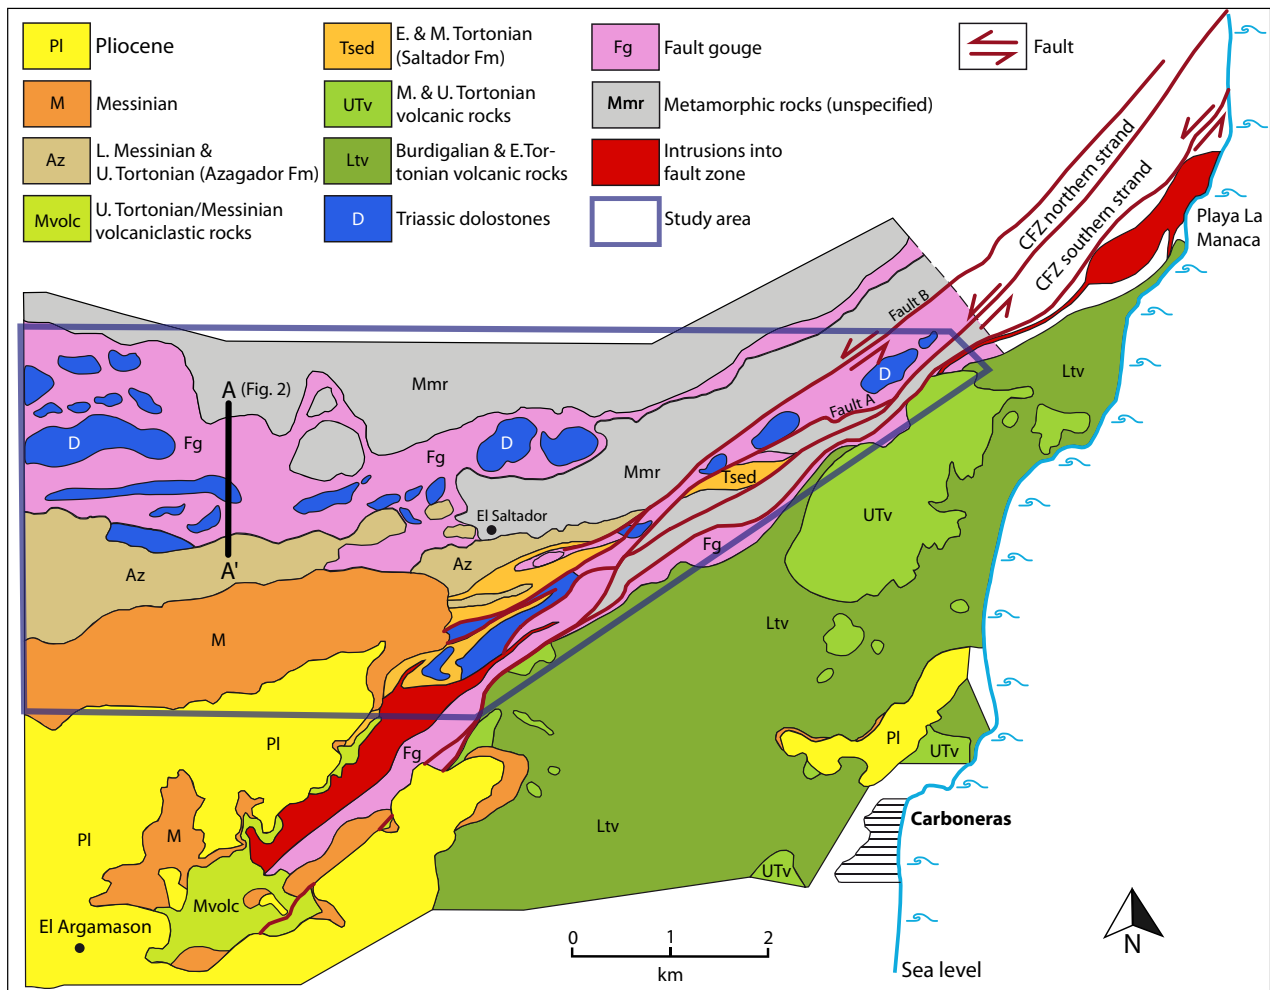 Pl Pliocene
M Messinian
Az L. Messinian &
U. Tortonian (Azagador Fm)
Mvolc U. Tortonian/Messinian
volcaniclastic rocks
Tsed E. & M. Tortonian
(Saltador Fm)
UTv M. & U. Tortonian
volcanic rocks
Ltv Burdigalian & E.Tor-
tonian volcanic rocks
D Triassic dolostones
Fg Fault gouge
Mmr Metamorphic rocks (unspecified)
Intrusions into
fault zone
Study area
Fault
CFZ northern strand
CFZ southern strand
Playa La
Manaca
Fault B
Ltv
Mmr
A (Fig. 2)
D
Fault A
D
Fg
D
Fg
Mmr
Tsed
UTv
El Saltador
Fg
Az
A'
Az
Ltv
M
Pl
Fg
Pl
UTv
Carboneras
Ltv
Pl
M
UTv
Mvolc
El Argamason
0 1 2
km
N
Sea level